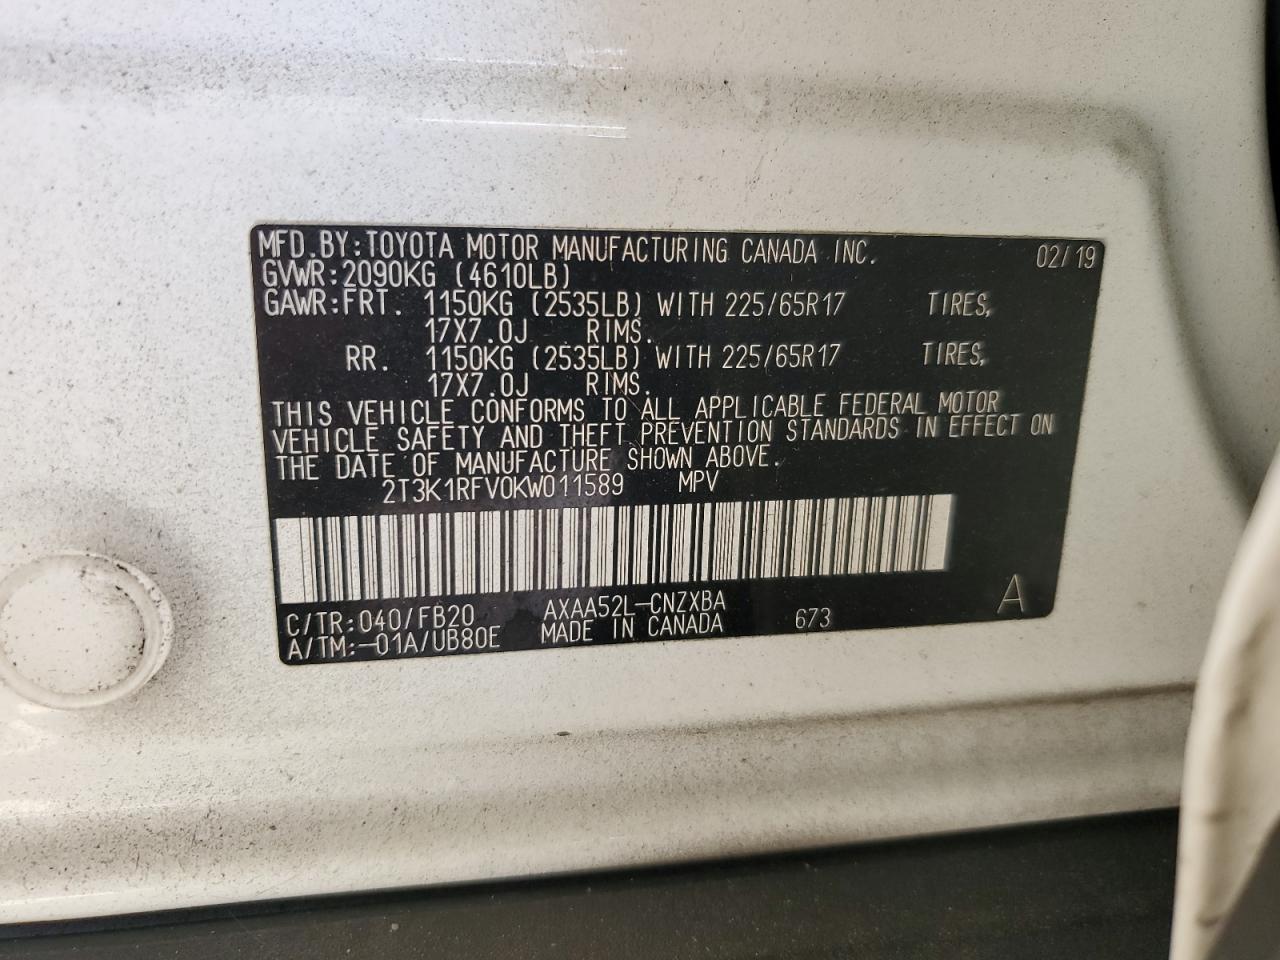 MFD.BY:TOYOTA MOTOR MANUFACTURING CANADA INC. 02/19
GVWR:2090KG (4610LB)
GAWR:FRT. 1150KG (2535LB) WITH 225/65R17 TIRES,
17X7.0J RIMS.
RR. 1150KG (2535LB) WITH 225/65R17 TIRES,
17X7.0J RIMS.
THIS VEHICLE CONFORMS TO ALL APPLICABLE FEDERAL MOTOR
VEHICLE SAFETY AND THEFT PREVENTION STANDARDS IN EFFECT ON
THE DATE OF MANUFACTURE SHOWN ABOVE.
2T3K1RFV0KW011589 MPV
C/TR:040/FB20 AXAA52L-CNZXBA 673 A
A/TM:-01A/UB80E MADE IN CANADA